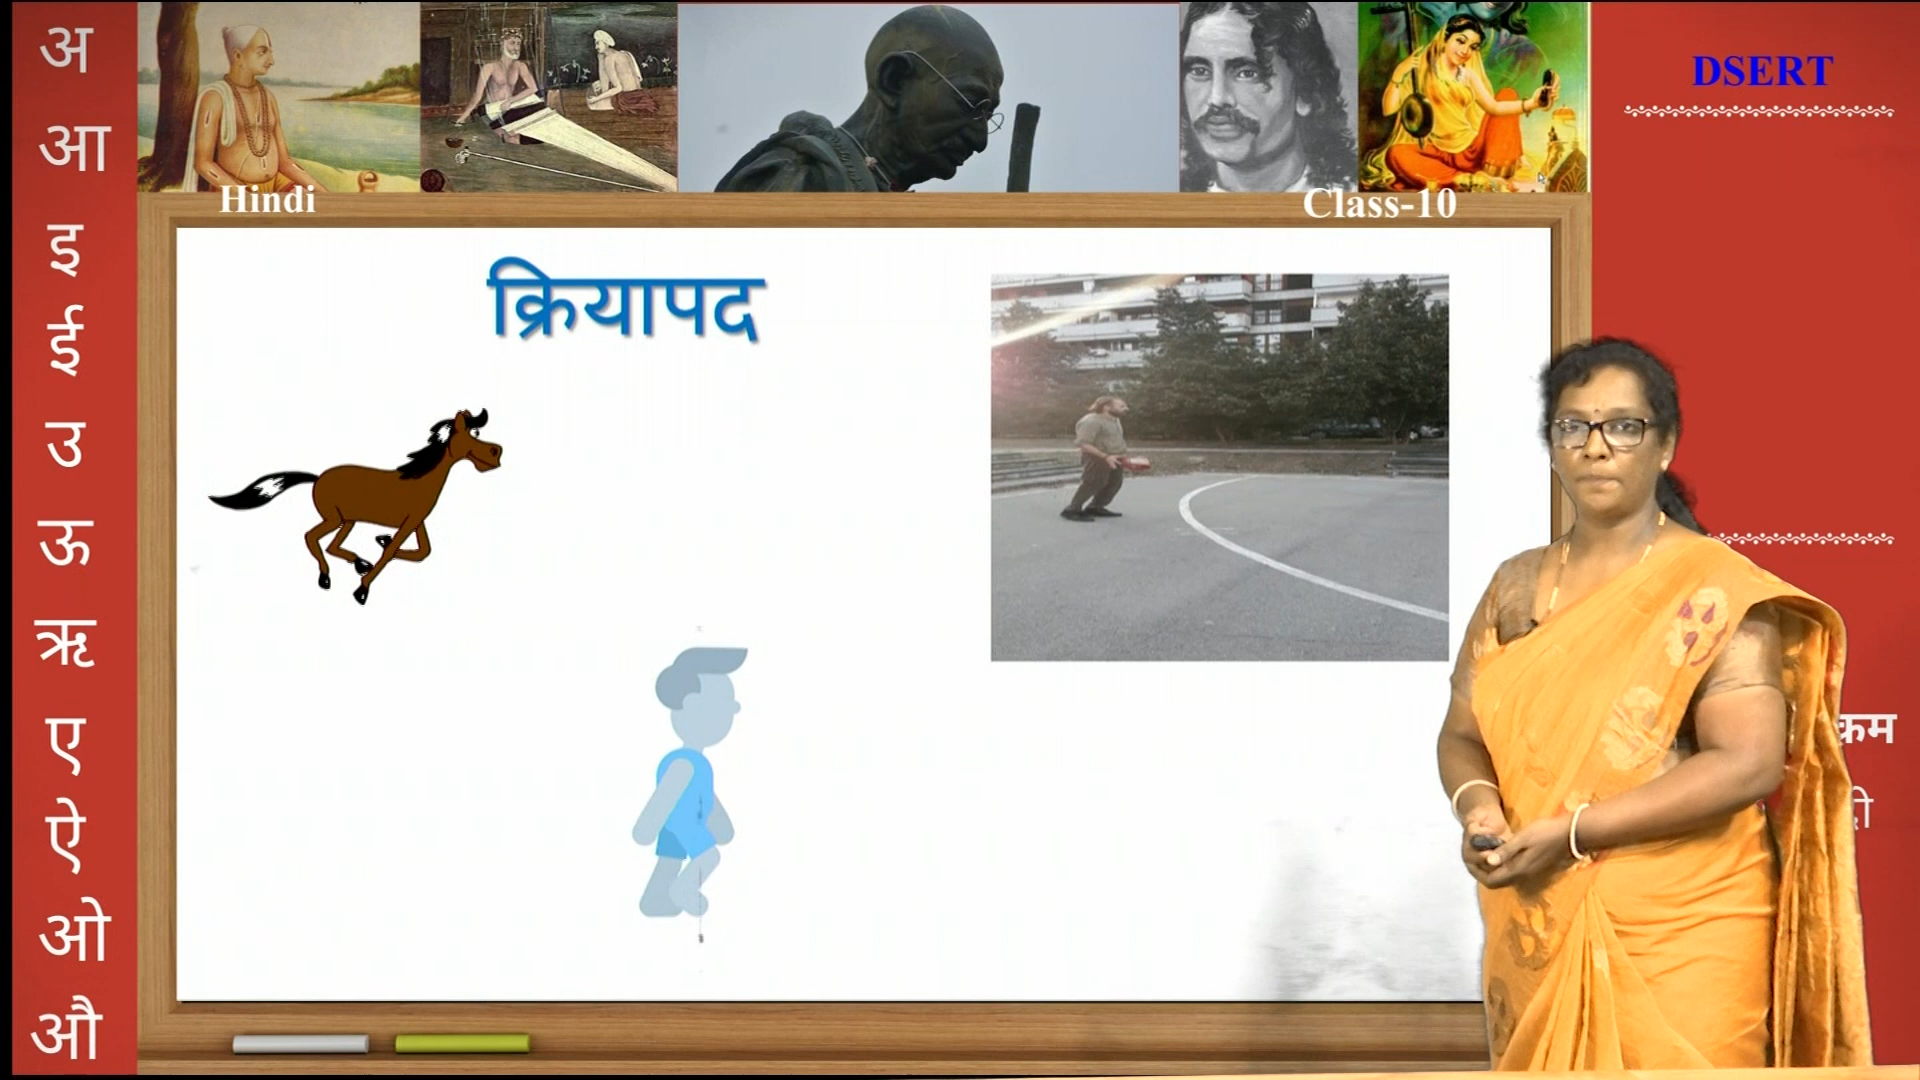 अ
आ
इ
ई
उ
ऊ
ऋ
ए
ऐ
ओ
औ
Hindi
Class-10
DSERT
क्रियापद